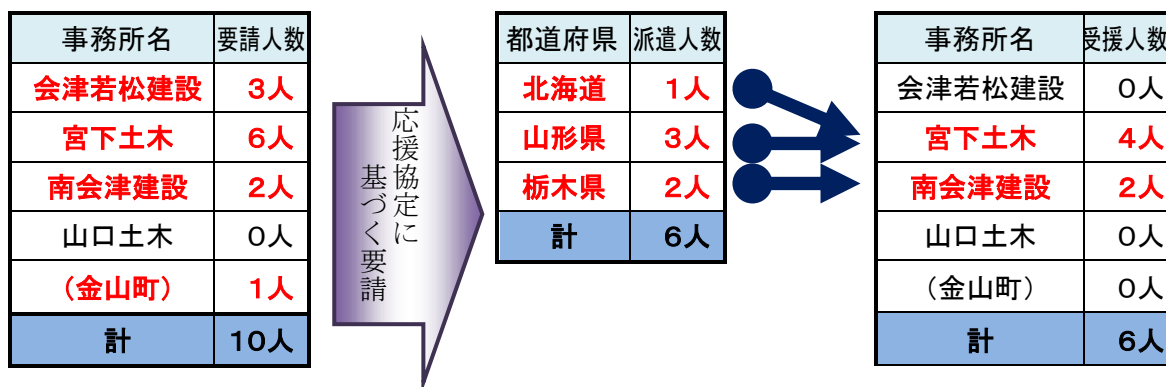 事務所名 要請人数
会津若松建設 3人
宮下土木 6人
南会津建設 2人
山口土木 0人
（金山町） 1人
計 10人
応援協定に
基づく要請
都道府県 派遣人数
北海道 1人
山形県 3人
栃木県 2人
計 6人
事務所名 受援人数
会津若松建設 0人
宮下土木 4人
南会津建設 2人
山口土木 0人
（金山町） 0人
計 6人